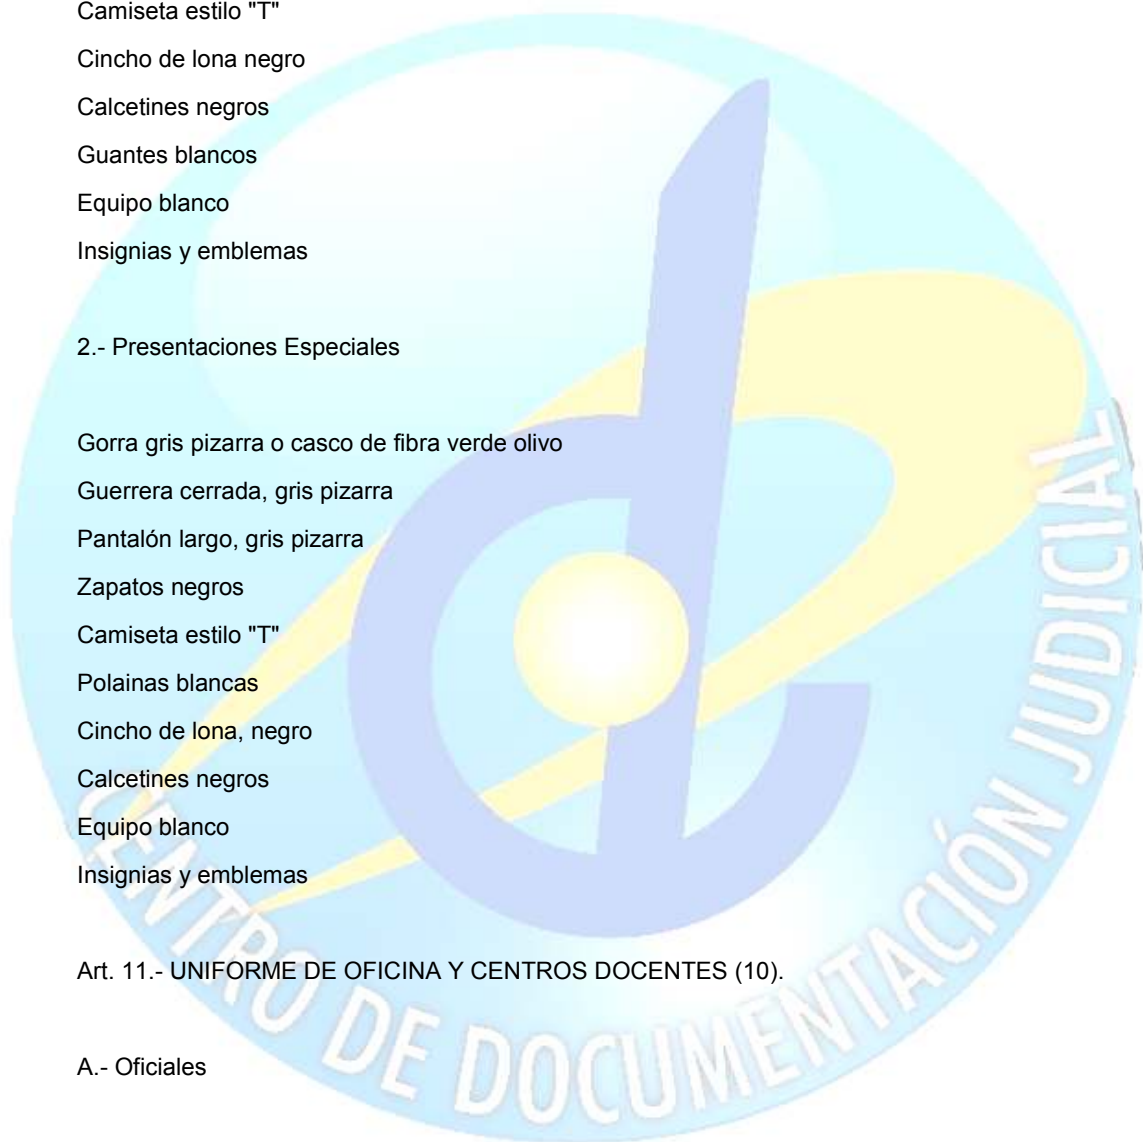 Camiseta estilo "T"
Cincho de lona negro
Calcetines negros
Guantes blancos
Equipo blanco
Insignias y emblemas
2.- Presentaciones Especiales
Gorra gris pizarra o casco de fibra verde olivo
Guerrera cerrada, gris pizarra
Pantalón largo, gris pizarra
Zapatos negros
Camiseta estilo "T"
Polainas blancas
Cincho de lona, negro
Calcetines negros
Equipo blanco
Insignias y emblemas
Art. 11.- UNIFORME DE OFICINA Y CENTROS DOCENTES (10).
A.- Oficiales
CENTRO DE DOCUMENTACIÓN JUDICIAL